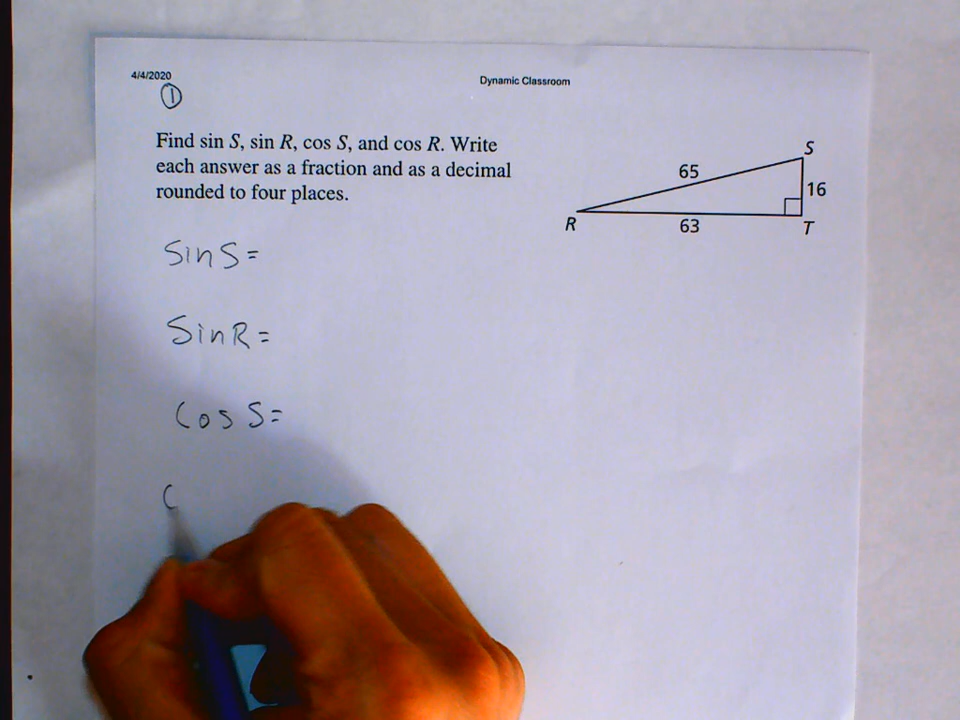 4/4/2020
Dynamic Classroom
1
Find sin S, sin R, cos S, and cos R. Write
each answer as a fraction and as a decimal
rounded to four places.
S
65
16
R
63
T
Sin S =
Sin R =
Cos S =
C